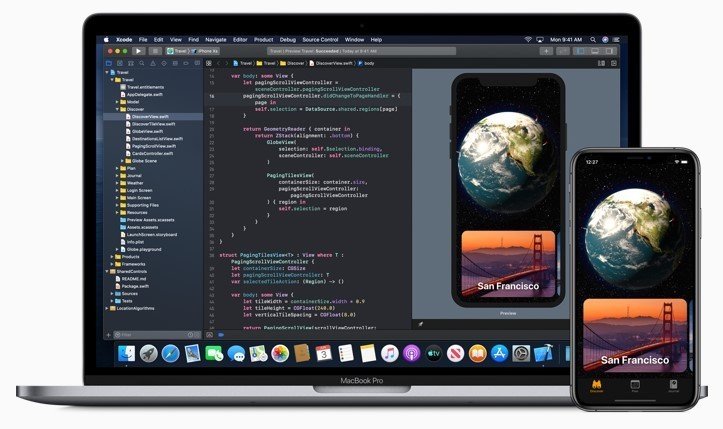 Xcode File Edit View Find Navigate Editor Product Debug Source Control Window Help
Mon 9:41 AM
Travel iPhone Xs
Travel | Preview Travel: Succeeded | Today at 9:41 AM
Travel Travel Discover DiscoverView.swift body
Travel
Travel
Travel.entitlements
AppDelegate.swift
Model
Discover
DiscoverView.swift
DiscoverTileView.swift
GlobeView.swift
DestinationsListView.swift
PagingScrollView.swift
CardsController.swift
Globe Scene
Plan
Journal
Weather
Login Screen
Main Screen
Supporting Files
Resources
Preview Assets.xcassets
Assets.xcassets
LaunchScreen.storyboard
Info.plist
Globe.playground
Products
Frameworks
SharedControls
README.md
Package.swift
Sources
Tests
LocationAlgorithms
Filter
var body: some View {
let pagingScrollViewController =
sceneController.pagingScrollViewController
pagingScrollViewController.didChangeToPageHandler = {
page in
self.selection = DataSource.shared.regions[page]
}
return GeometryReader { container in
return ZStack(alignment: .bottom) {
GlobeView(
selection: self.$selection.binding,
sceneController: self.sceneController
)
PagingTilesView(
containerSize: container.size,
pagingScrollViewController:
pagingScrollViewController
) { region in
self.selection = region
}
}
}
}
}
struct PagingTilesView<T> : View where T :
PagingScrollViewController {
let containerSize: CGSize
let pagingScrollViewController: T
var selectedTileAction: (Region) -> ()
var body: some View {
let tileWidth = containerSize.width * 0.9
let tileHeight = CGFloat(240.0)
let verticalTileSpacing = CGFloat(8.0)
return PagingScrollView(scrollViewController:
San Francisco
Preview
MacBook Pro
12:27
San Francisco
Discover Plan Journal